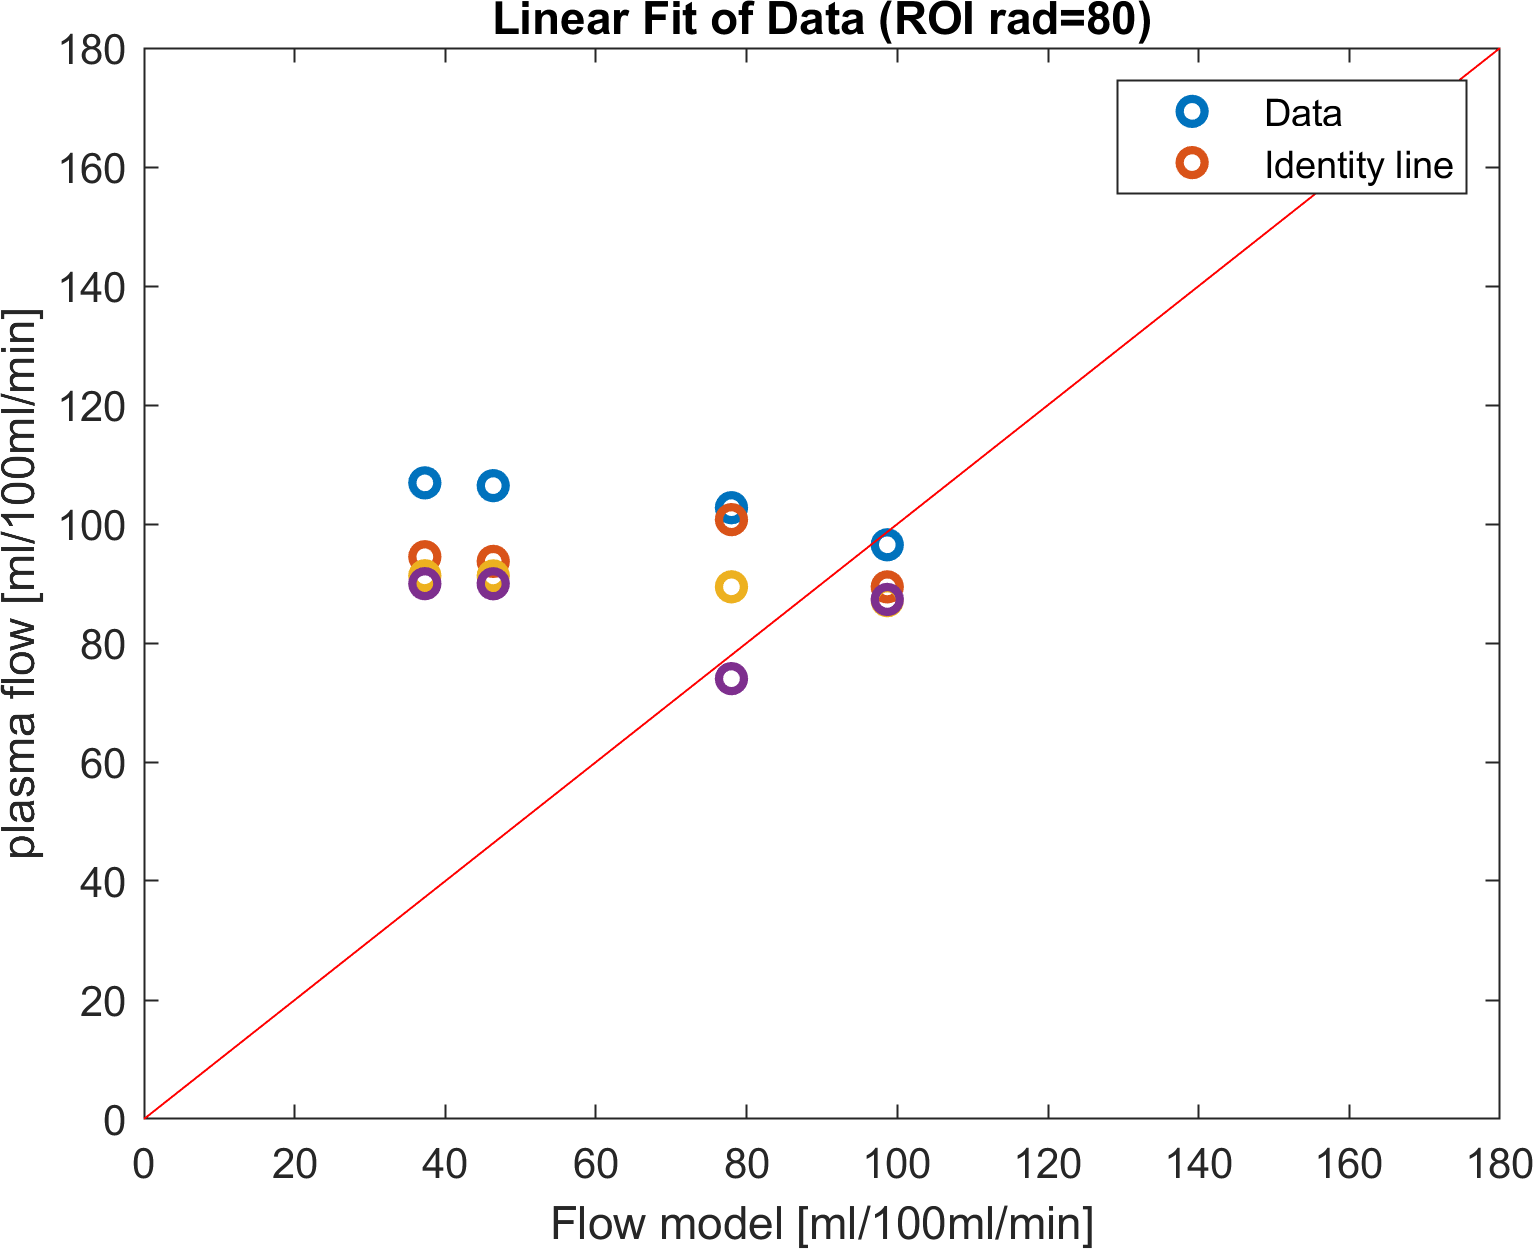 Linear Fit of Data (ROI rad=80)
180
160
140
120
100
80
60
40
20
0
plasma flow [ml/100ml/min]
Data
Identity line
0 20 40 60 80 100 120 140 160 180
Flow model [ml/100ml/min]